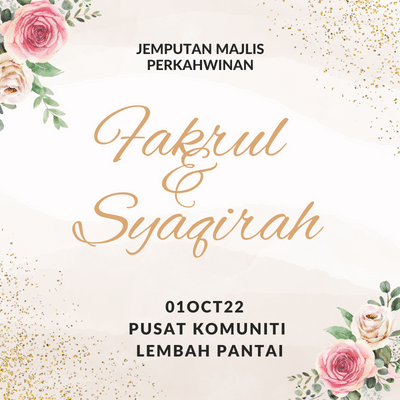 JEMPUTAN MAJLIS
PERKAHWINAN
Fakrul
&
Syaqirah
01OCT22
PUSAT KOMUNITI
LEMBAH PANTAI